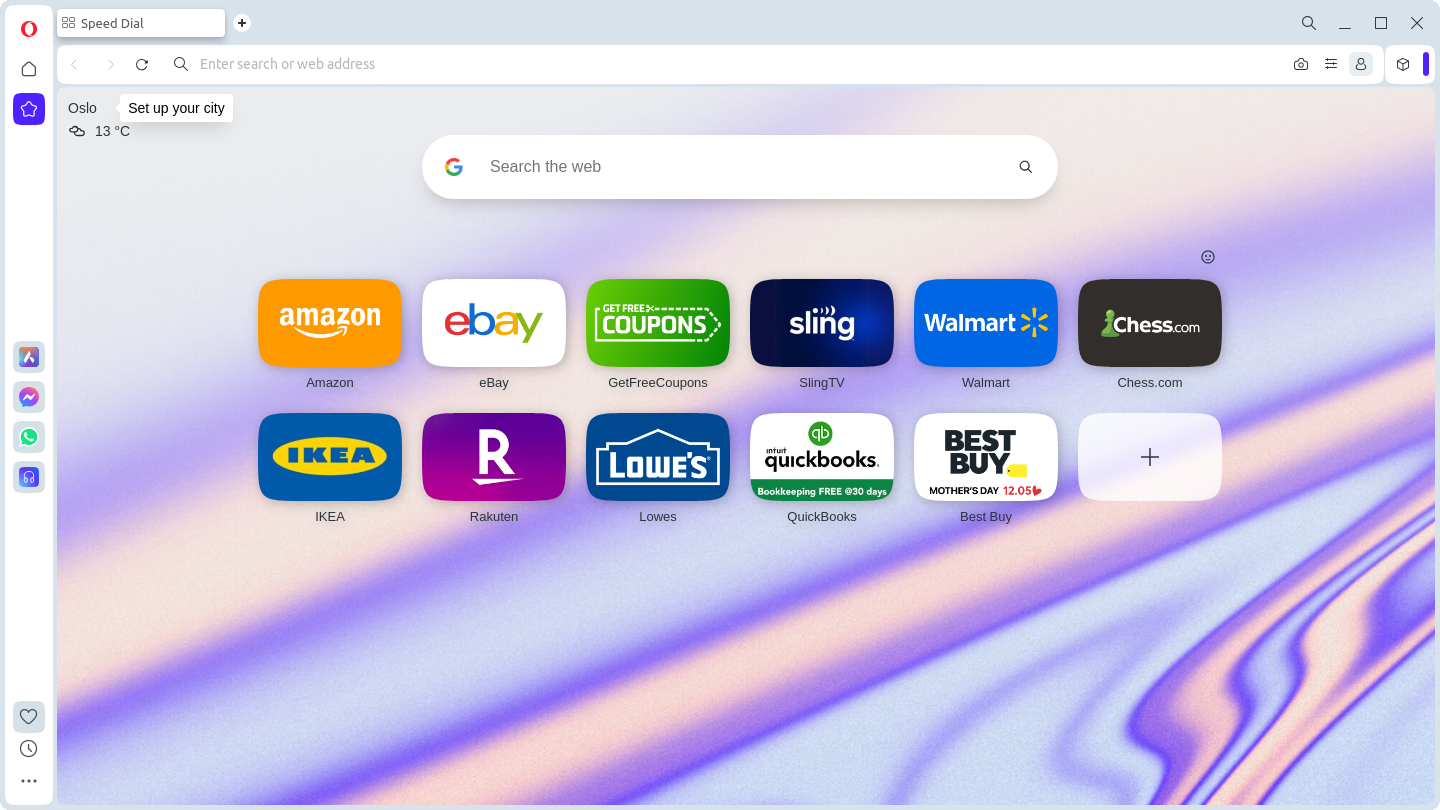 Speed Dial
Enter search or web address
Oslo
Set up your city
13 °C
Search the web
amazon
ebay
GET FREE
COUPONS
sling
Walmart
Chess.com
Amazon
eBay
GetFreeCoupons
SlingTV
Walmart
Chess.com
IKEA
R
LOWE'S
intuit
quickbooks.
Bookkeeping FREE @30 days
BEST
BUY
MOTHER'S DAY 12.05
IKEA
Rakuten
Lowes
QuickBooks
Best Buy